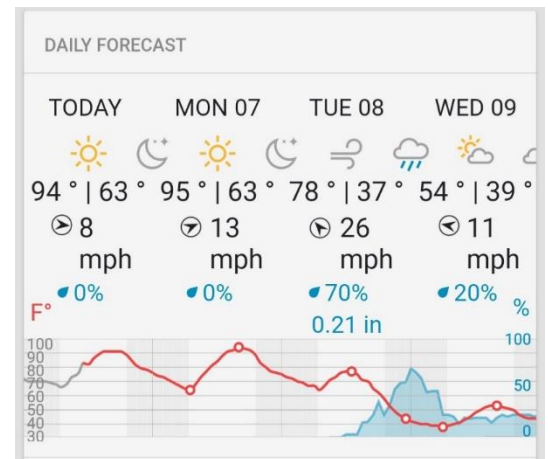 DAILY FORECAST
TODAY MON 07 TUE 08 WED 09
94 ° | 63 ° 95 ° | 63 ° 78 ° | 37 ° 54 ° | 39 °
8 13 26 11
mph mph mph mph
0% 0% 70% 20%
F° 0.21 in %
100 100
90
80
70
60 50
50
40
30 0